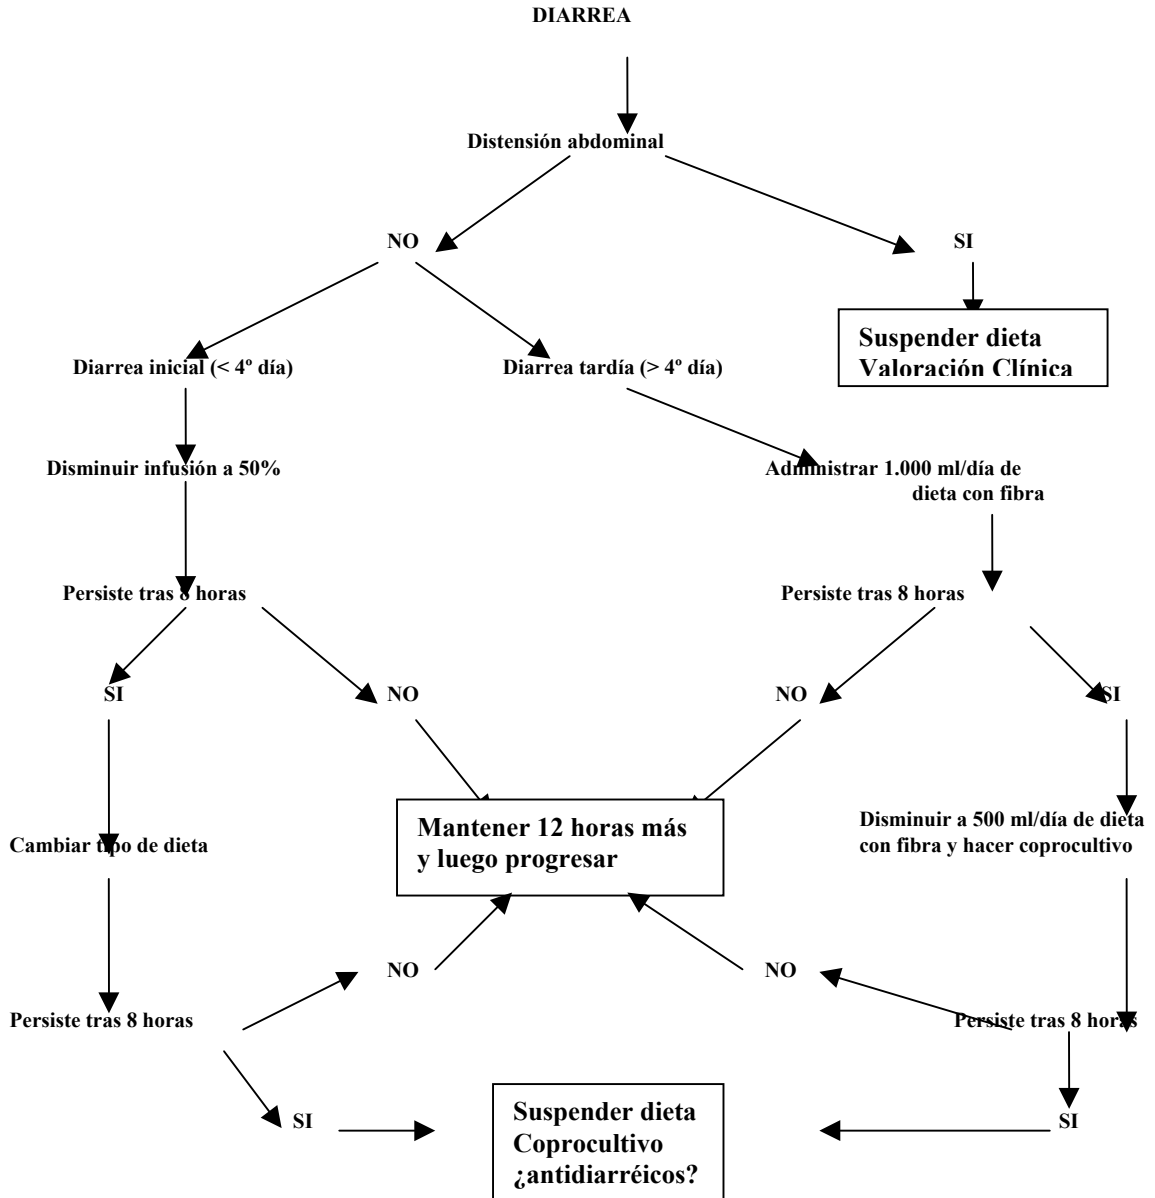 DIARREA
Distensión abdominal
NO
SI
Suspender dieta
Valoración Clínica
Diarrea inicial (< 4º día)
Diarrea tardía (> 4º día)
Disminuir infusión a 50%
Administrar 1.000 ml/día de
dieta con fibra
Persiste tras 8 horas
Persiste tras 8 horas
SI
NO
NO
SI
Mantener 12 horas más
y luego progresar
Disminuir a 500 ml/día de dieta
con fibra y hacer coprocultivo
Cambiar tipo de dieta
NO
NO
Persiste tras 8 horas
Persiste tras 8 horas
SI
Suspender dieta
Coprocultivo
¿antidiarréicos?
SI